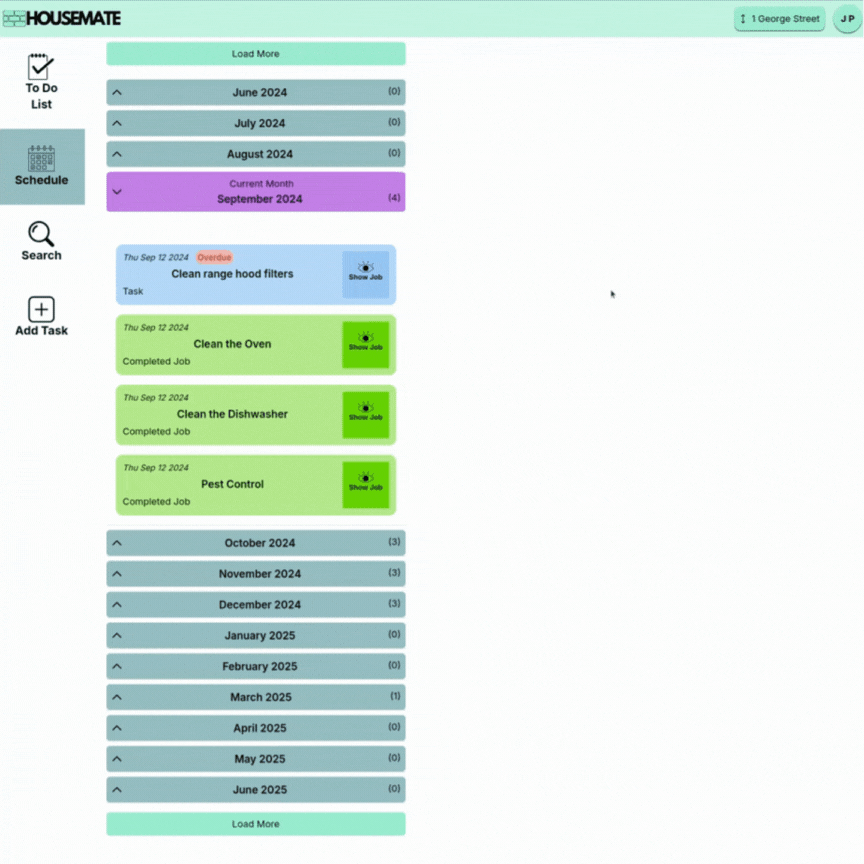 HOUSEMATE
1 George Street
J P
To Do
List
Schedule
Search
Add Task
Load More
June 2024 (0)
July 2024 (0)
August 2024 (0)
Current Month
September 2024 (4)
Thu Sep 12 2024 Overdue
Clean range hood filters
Task
Show Job
Thu Sep 12 2024
Clean the Oven
Completed Job
Show Job
Thu Sep 12 2024
Clean the Dishwasher
Completed Job
Show Job
Thu Sep 12 2024
Pest Control
Completed Job
Show Job
October 2024 (3)
November 2024 (3)
December 2024 (3)
January 2025 (0)
February 2025 (0)
March 2025 (1)
April 2025 (0)
May 2025 (0)
June 2025 (0)
Load More